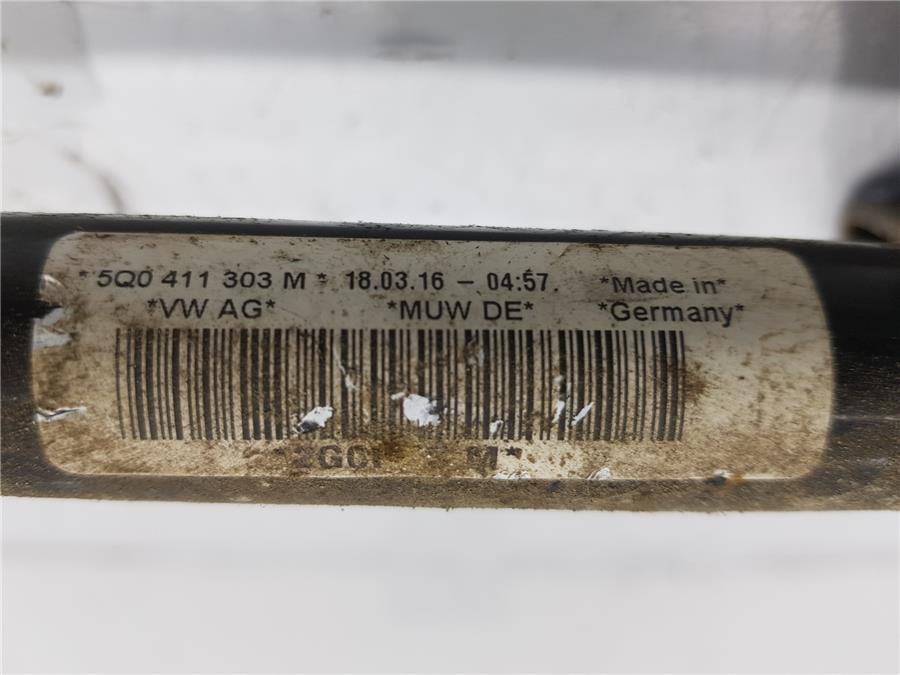 *5Q0 411 303 M* 18.03.16 – 04:57. *Made in*
*VW AG* *MUW DE* *Germany*